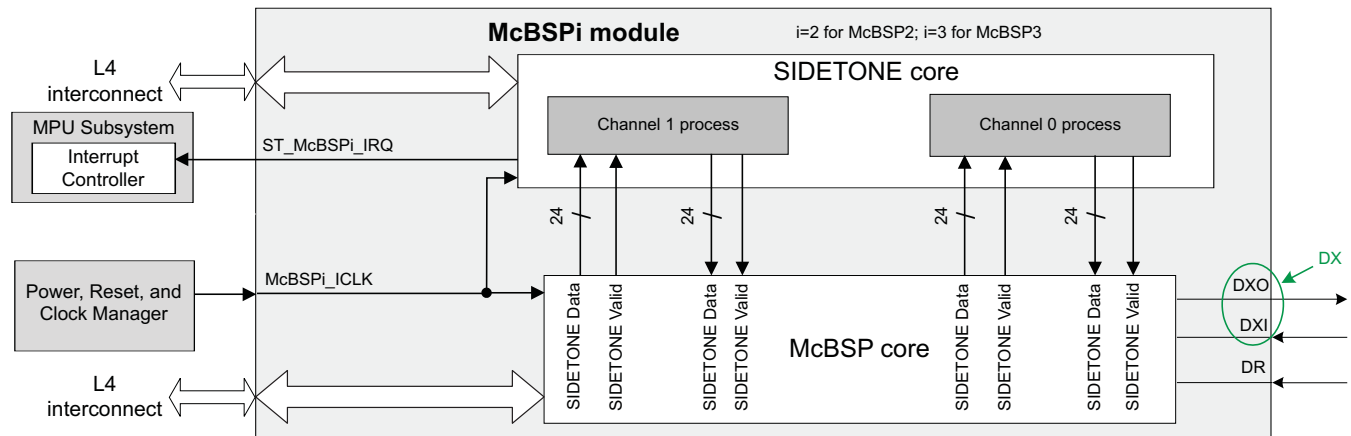 McBSPi module
i=2 for McBSP2; i=3 for McBSP3
L4
interconnect
SIDETONE core
MPU Subsystem
Interrupt
Controller
ST_McBSPi_IRQ
Channel 1 process
Channel 0 process
24
24
24
24
McBSPi_ICLK
Power, Reset, and
Clock Manager
SIDETONE Data
SIDETONE Valid
SIDETONE Data
SIDETONE Valid
McBSP core
SIDETONE Data
SIDETONE Valid
SIDETONE Data
SIDETONE Valid
DX
DXO
DXI
DR
L4
interconnect